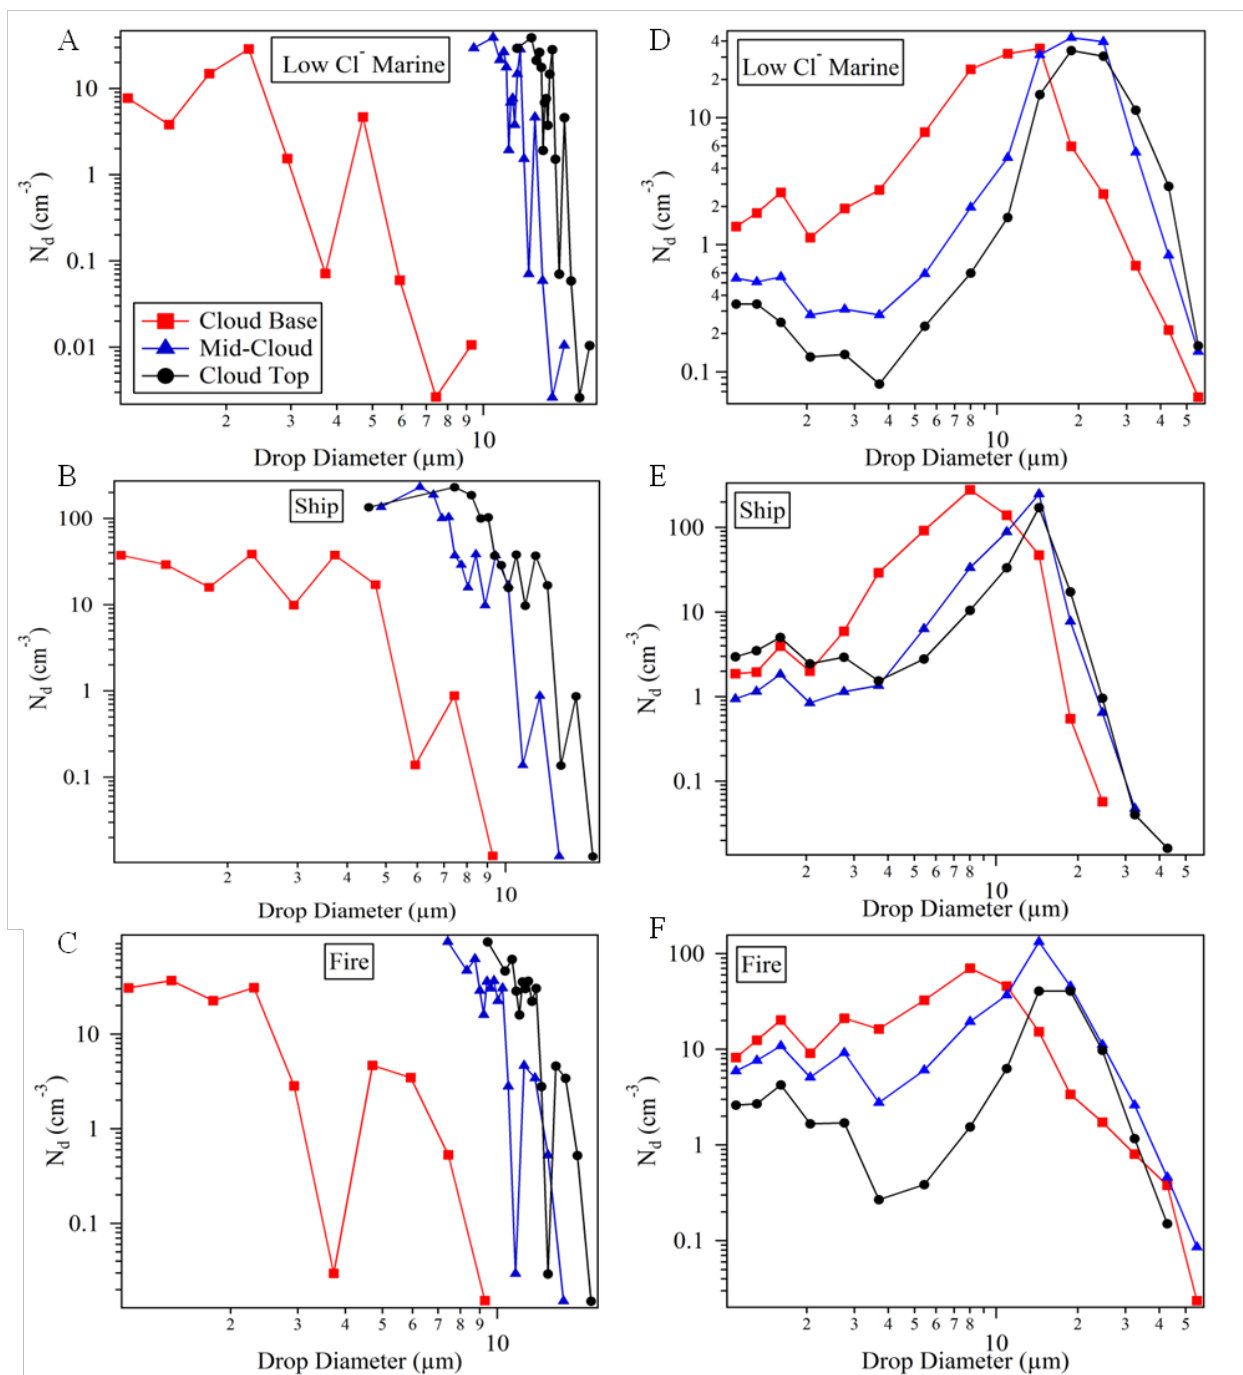 A
Low Cl⁻ Marine
10
1
0.1
0.01
N_d (cm⁻³)
Cloud Base
Mid-Cloud
Cloud Top
2 3 4 5 6 7 8 9
10
Drop Diameter (µm)
D
Low Cl⁻ Marine
4
2
10
6
4
2
1
6
4
2
0.1
N_d (cm⁻³)
2 3 4 5 6 7 8 2 3 4 5
10
Drop Diameter (µm)
B
Ship
100
10
1
0.1
N_d (cm⁻³)
2 3 4 5 6 7 8 9
10
Drop Diameter (µm)
E
Ship
100
10
1
0.1
N_d (cm⁻³)
2 3 4 5 6 7 8 2 3 4 5
10
Drop Diameter (µm)
C
Fire
10
1
0.1
N_d (cm⁻³)
2 3 4 5 6 7 8 9
10
Drop Diameter (µm)
F
Fire
100
10
1
0.1
N_d (cm⁻³)
2 3 4 5 6 7 8 2 3 4 5
10
Drop Diameter (µm)